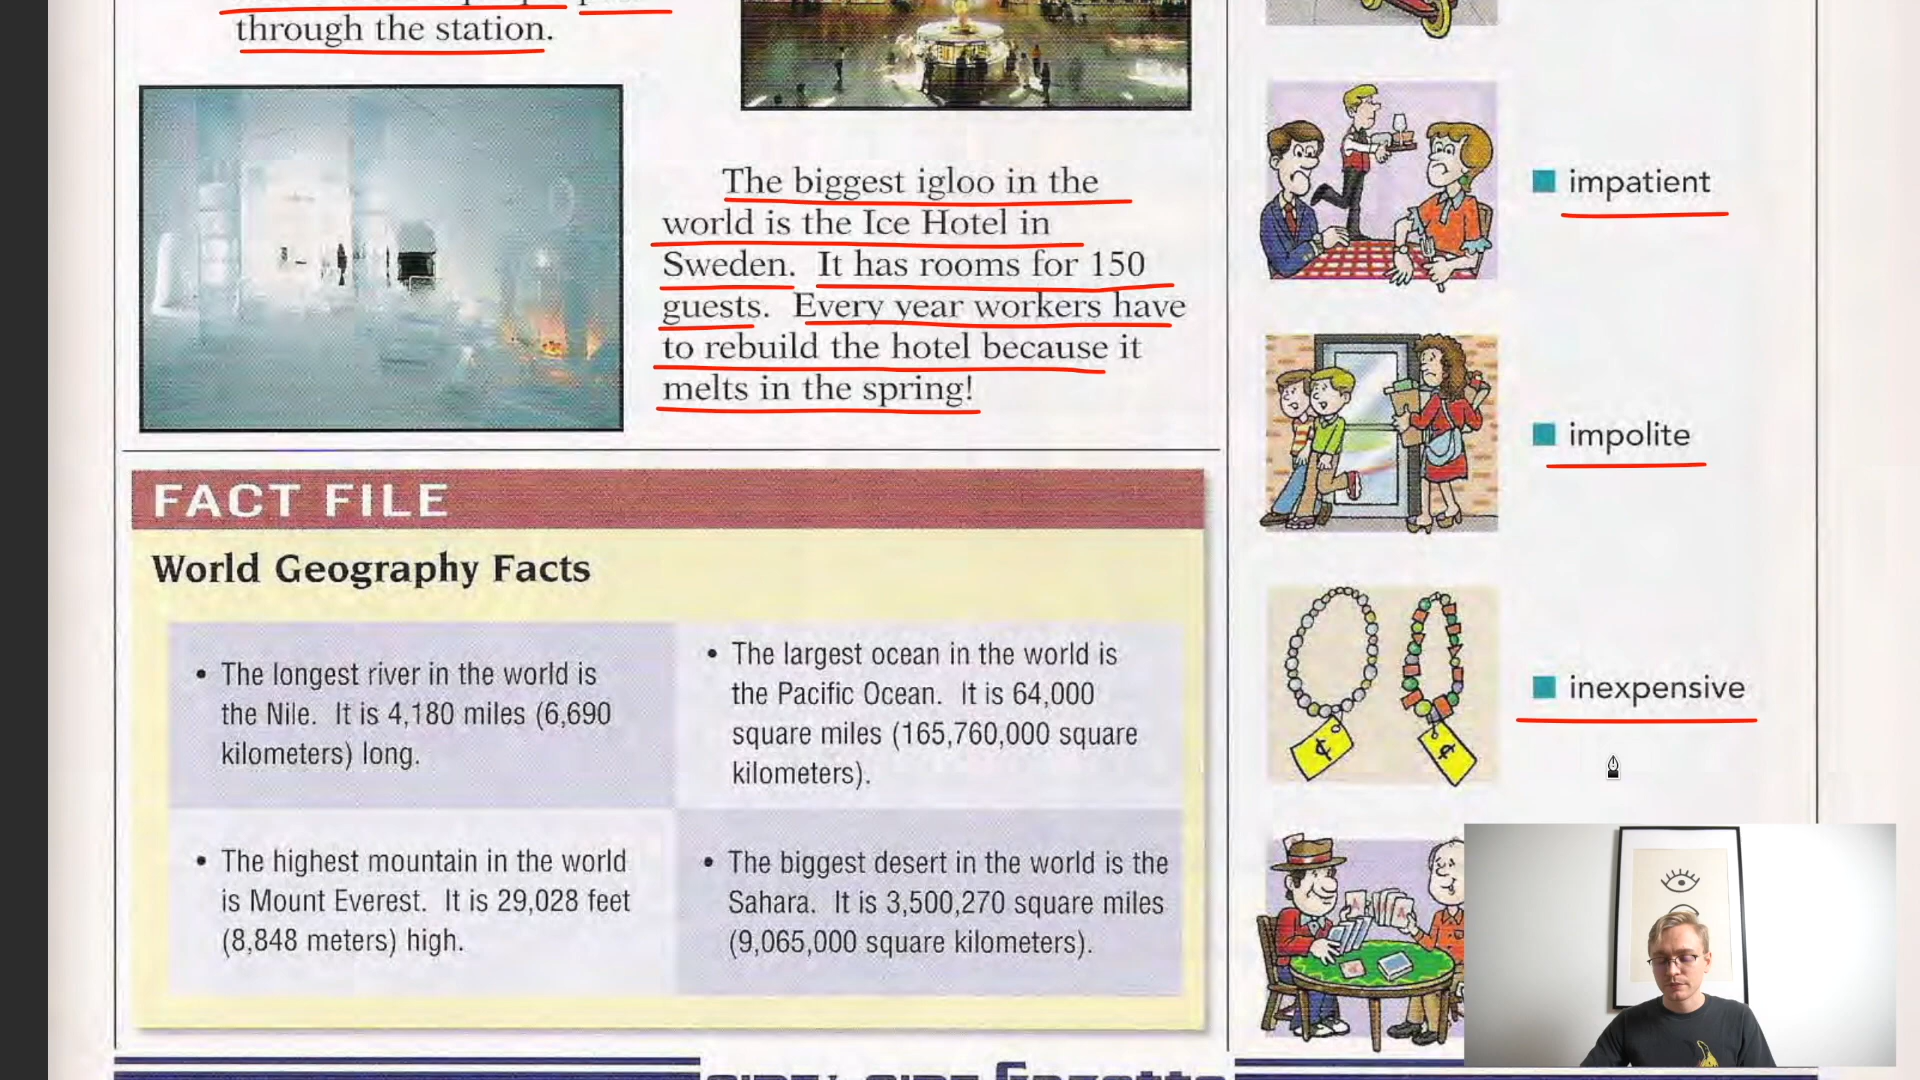 through the station.
The biggest igloo in the
world is the Ice Hotel in
Sweden. It has rooms for 150
guests. Every year workers have
to rebuild the hotel because it
melts in the spring!
FACT FILE
World Geography Facts
• The longest river in the world is
the Nile. It is 4,180 miles (6,690
kilometers) long.
• The largest ocean in the world is
the Pacific Ocean. It is 64,000
square miles (165,760,000 square
kilometers).
• The highest mountain in the world
is Mount Everest. It is 29,028 feet
(8,848 meters) high.
• The biggest desert in the world is the
Sahara. It is 3,500,270 square miles
(9,065,000 square kilometers).
impatient
impolite
inexpensive
¢
¢